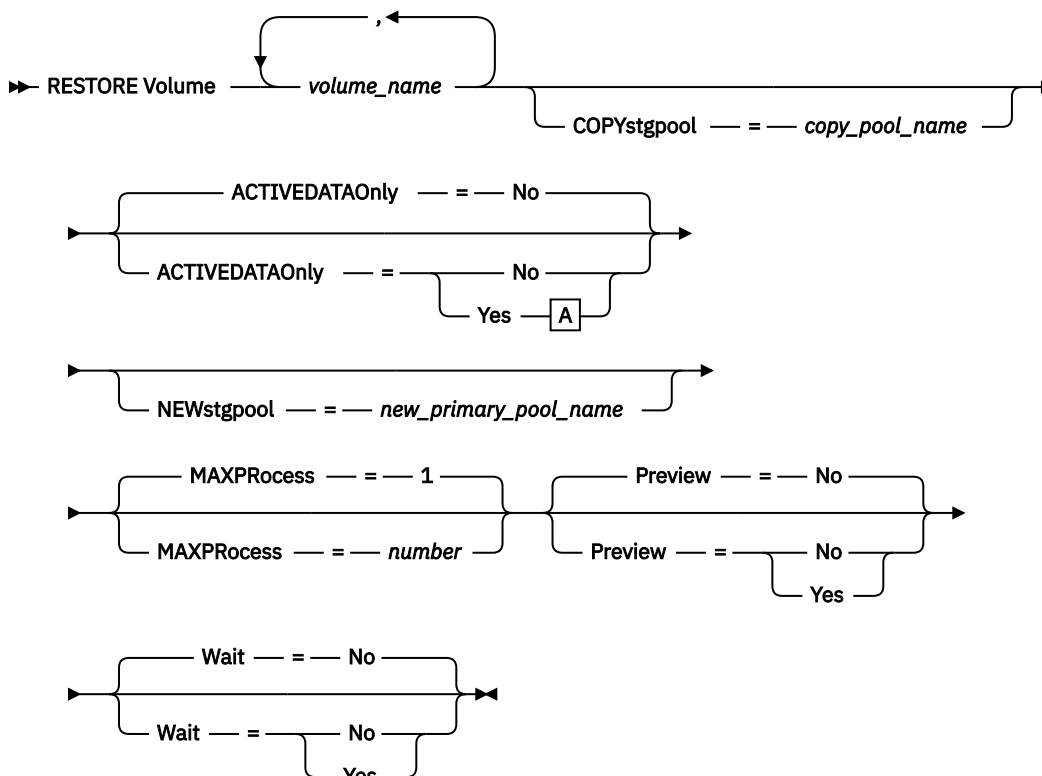 ,
RESTORE Volume volume_name
COPYstgpool = copy_pool_name
ACTIVEDATAOnly = No
ACTIVEDATAOnly = No
Yes A
NEWstgpool = new_primary_pool_name
MAXPRocess = 1 Preview = No
MAXPRocess = number Preview = No
Yes
Wait = No
Wait = No
Yes